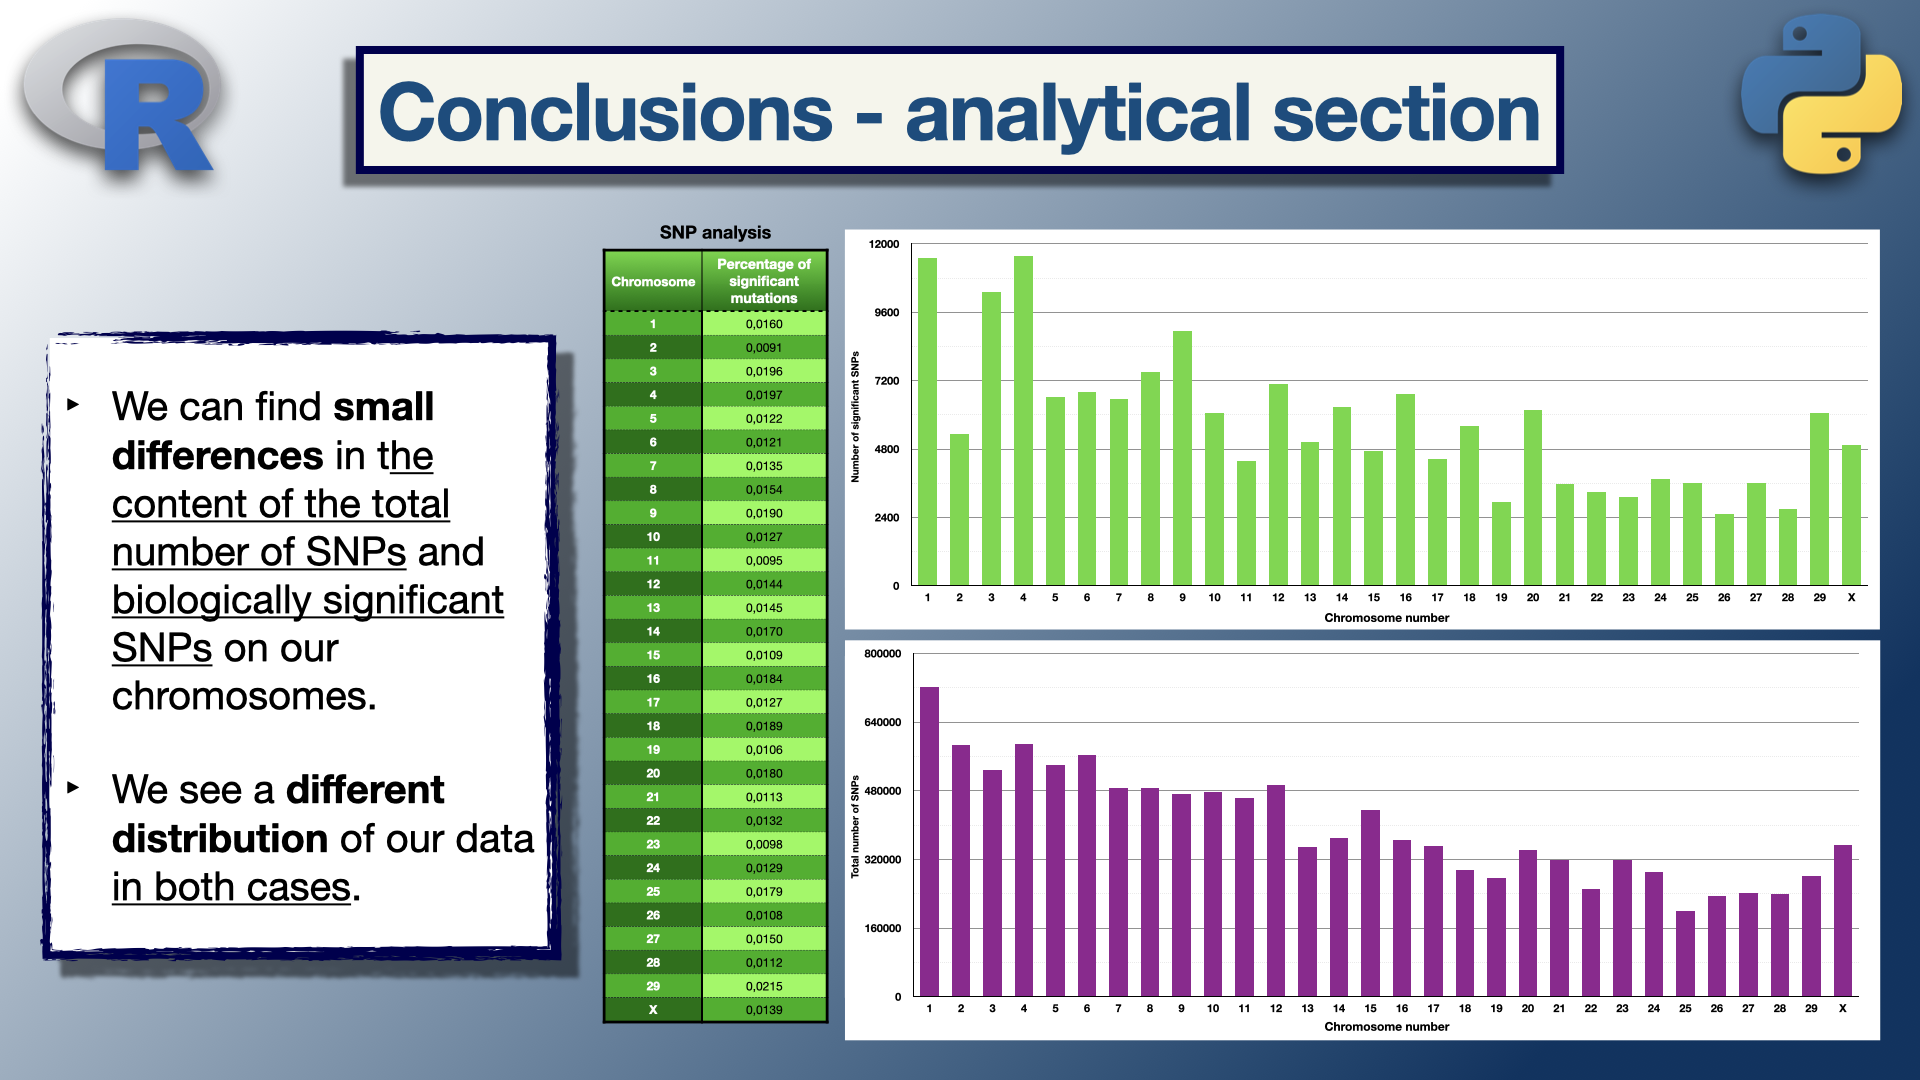 R
Conclusions - analytical section
‣ We can find small
differences in the
content of the total
number of SNPs and
biologically significant
SNPs on our
chromosomes.
‣ We see a different
distribution of our data
in both cases.
SNP analysis
Chromosome Percentage of significant mutations
1 0,0160
2 0,0091
3 0,0196
4 0,0197
5 0,0122
6 0,0121
7 0,0135
8 0,0154
9 0,0190
10 0,0127
11 0,0095
12 0,0144
13 0,0145
14 0,0170
15 0,0109
16 0,0184
17 0,0127
18 0,0189
19 0,0106
20 0,0180
21 0,0113
22 0,0132
23 0,0098
24 0,0129
25 0,0179
26 0,0108
27 0,0150
28 0,0112
29 0,0215
X 0,0139
Number of significant SNPs
12000
9600
7200
4800
2400
0
1 2 3 4 5 6 7 8 9 10 11 12 13 14 15 16 17 18 19 20 21 22 23 24 25 26 27 28 29 X
Chromosome number
Total number of SNPs
800000
640000
480000
320000
160000
0
1 2 3 4 5 6 7 8 9 10 11 12 13 14 15 16 17 18 19 20 21 22 23 24 25 26 27 28 29 X
Chromosome number